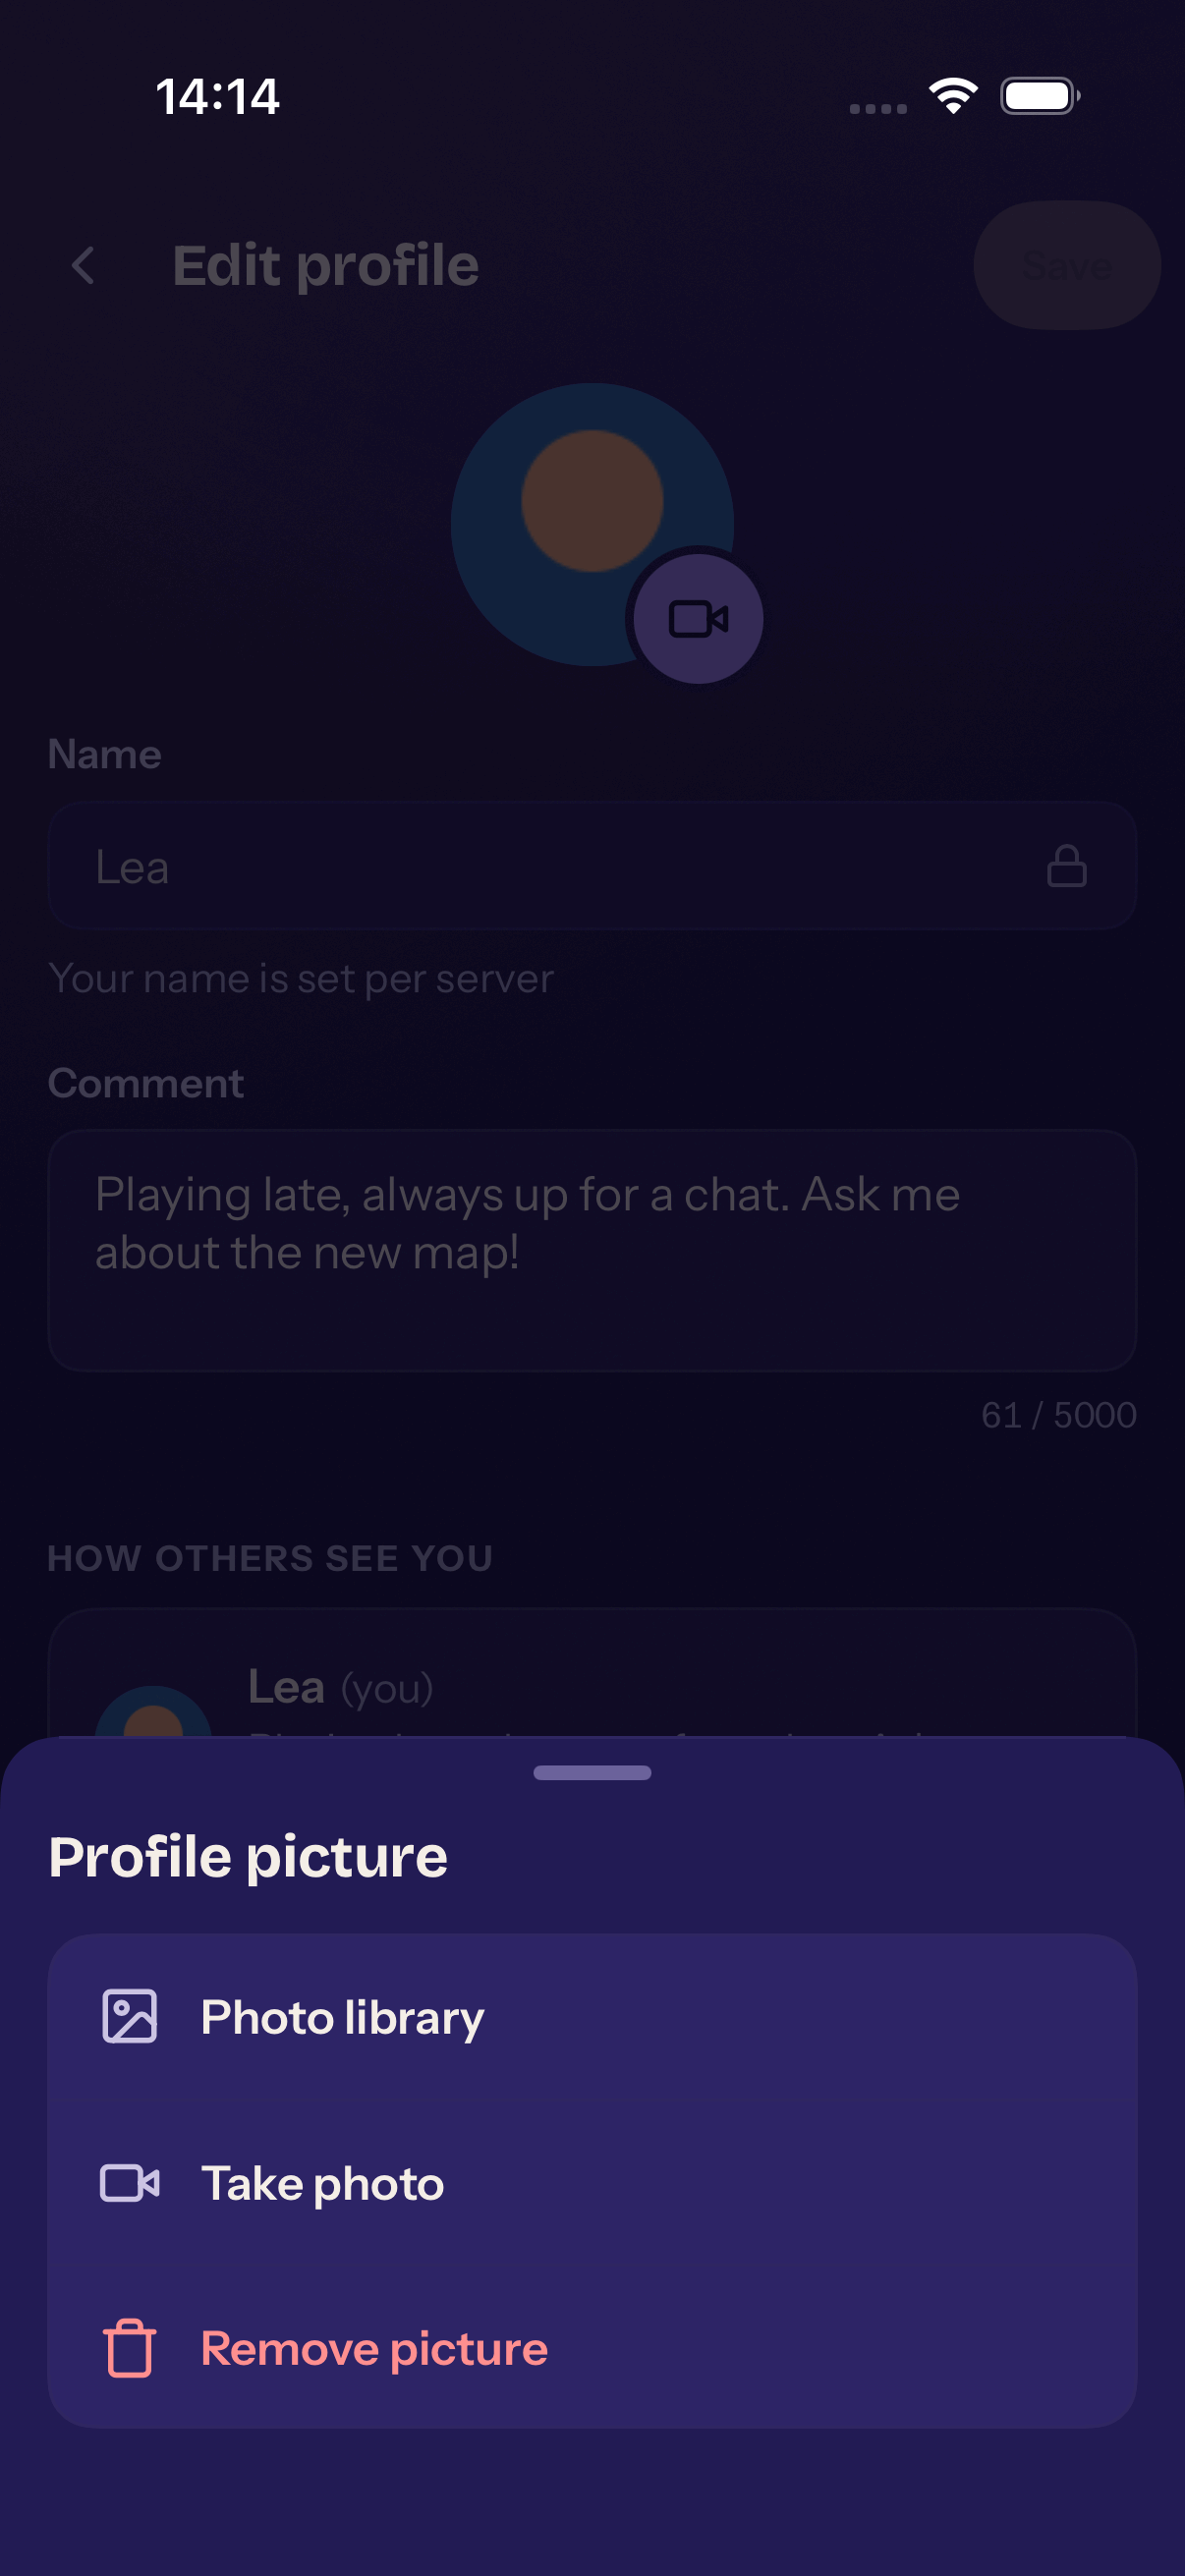 14:14
Edit profile
Save
Name
Lea
Your name is set per server
Comment
Playing late, always up for a chat. Ask me
about the new map!
61 / 5000
HOW OTHERS SEE YOU
Lea (you)
Profile picture
Photo library
Take photo
Remove picture